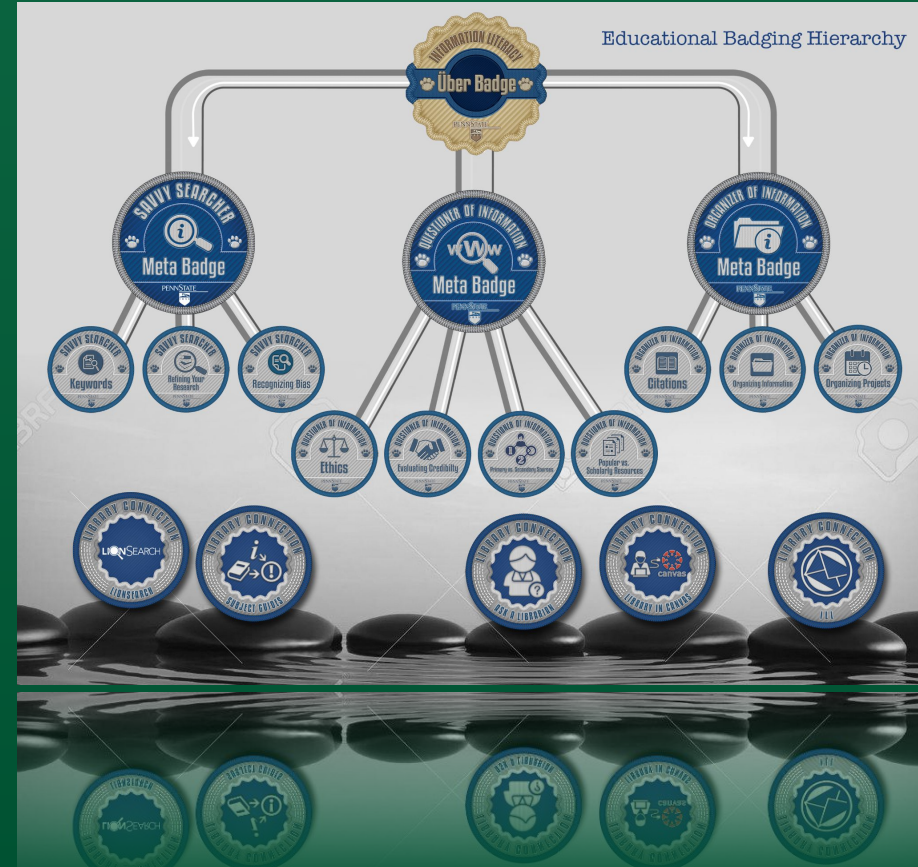 Educational Badging Hierarchy
INFORMATION LITERACY
Über Badge
PENNSTATE
SAVVY SEARCHER
Meta Badge
PENNSTATE
QUESTIONER OF INFORMATION
WWW
Meta Badge
PENNSTATE
ORGANIZER OF INFORMATION
Meta Badge
PENNSTATE
SAVVY SEARCHER
Keywords
SAVVY SEARCHER
Refining Your
Research
SAVVY SEARCHER
Recognizing Bias
ORGANIZER OF INFORMATION
Citations
ORGANIZER OF INFORMATION
Organizing Information
ORGANIZER OF INFORMATION
Organizing Projects
QUESTIONER OF INFORMATION
Ethics
QUESTIONER OF INFORMATION
Evaluating Credibilty
QUESTIONER OF INFORMATION
Primary vs. Secondary Sources
QUESTIONER OF INFORMATION
Popular vs.
Scholarly Resources
LIBRARY CONNECTION
LIONSEARCH
LIONSEARCH
LIBRARY CONNECTION
SUBJECT GUIDES
LIBRARY CONNECTION
ASK A LIBRARIAN
LIBRARY CONNECTION
canvas
LIBRARY IN CANVAS
LIBRARY CONNECTION
ILL